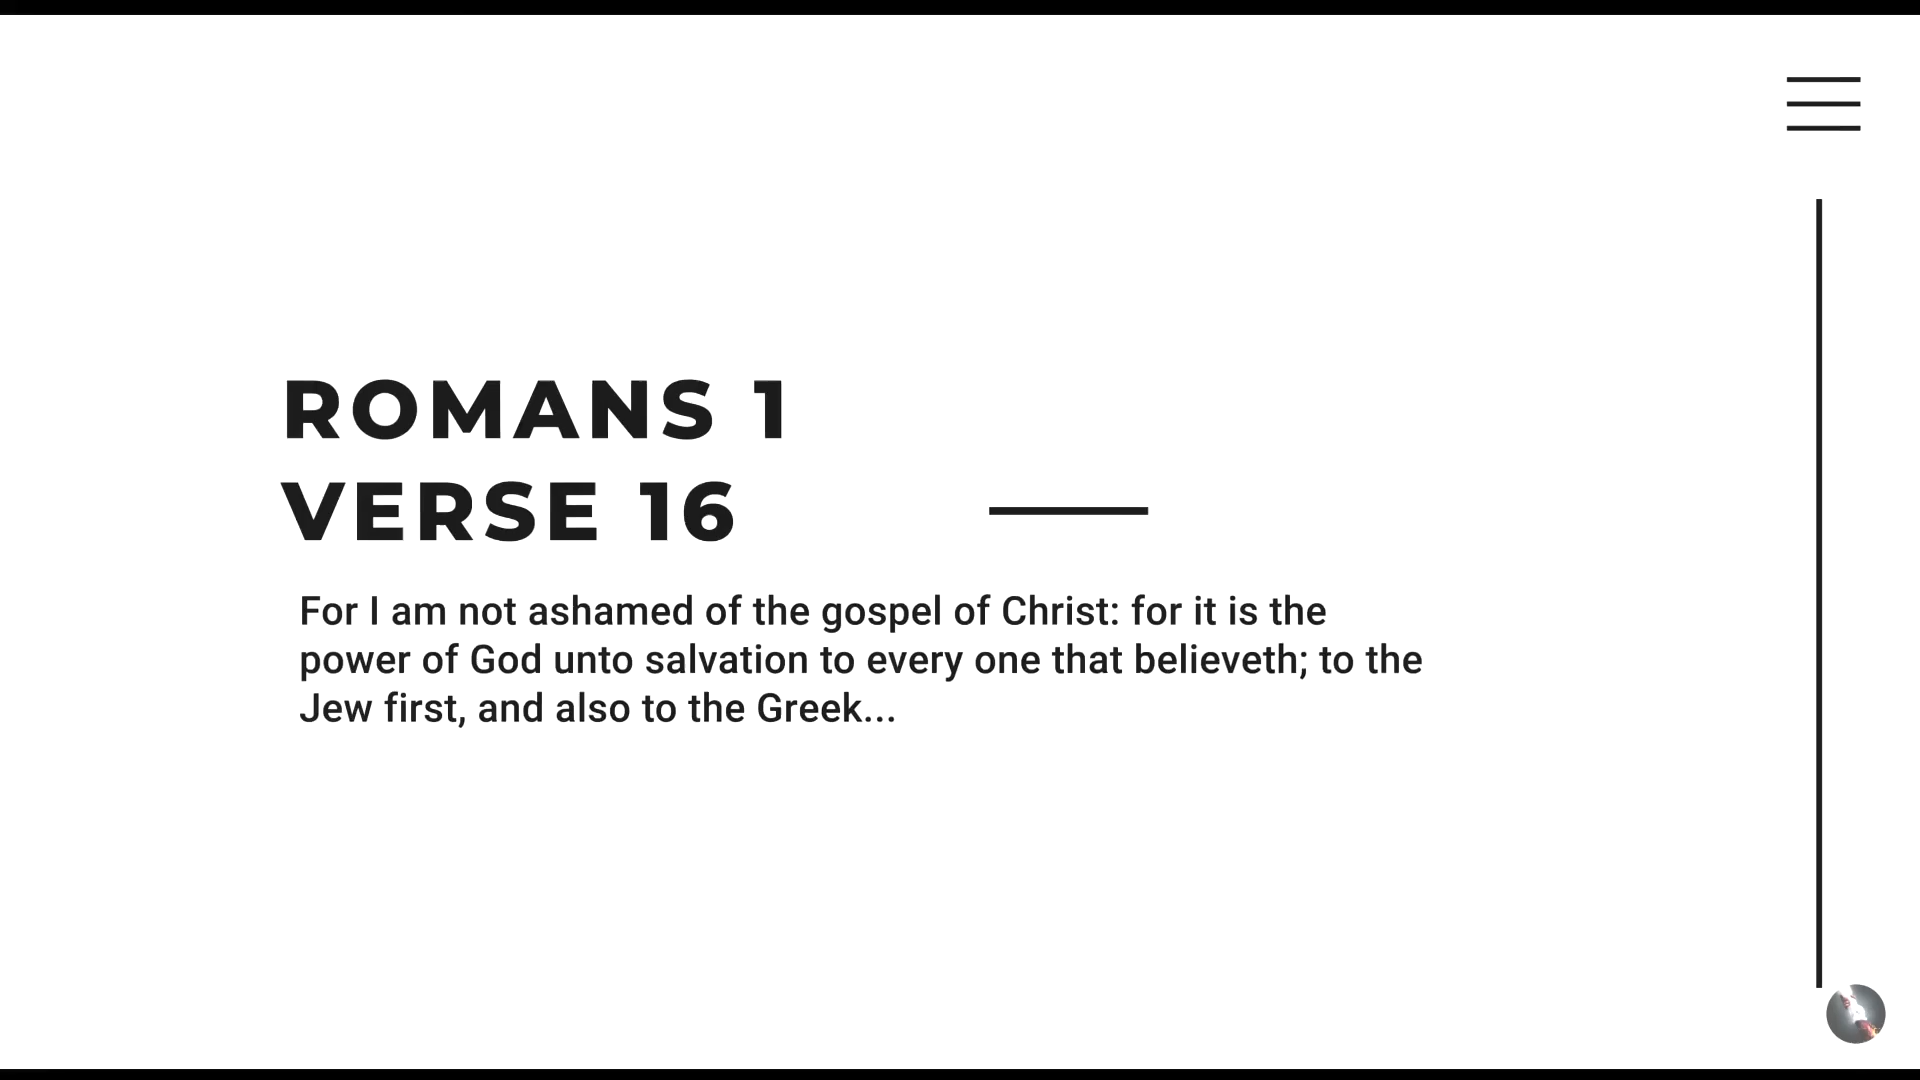 ROMANS 1
VERSE 16
For I am not ashamed of the gospel of Christ: for it is the
power of God unto salvation to every one that believeth; to the
Jew first, and also to the Greek...